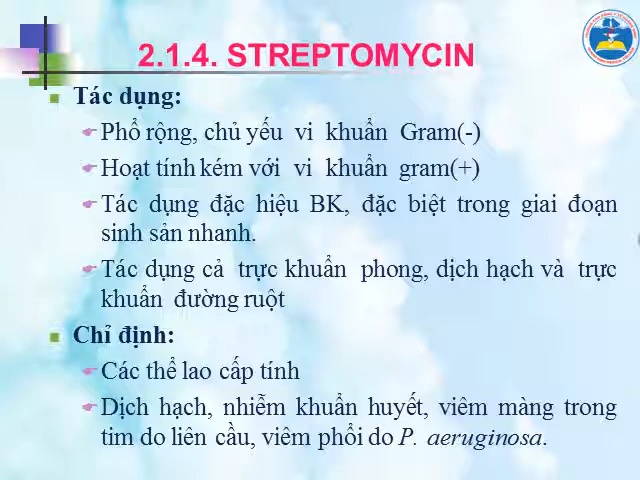 2.1.4. STREPTOMYCIN
Tác dụng:
Phổ rộng, chủ yếu vi khuẩn Gram(-)
Hoạt tính kém với vi khuẩn gram(+)
Tác dụng đặc hiệu BK, đặc biệt trong giai đoạn
sinh sản nhanh.
Tác dụng cả trực khuẩn phong, dịch hạch và trực
khuẩn đường ruột
Chỉ định:
Các thể lao cấp tính
Dịch hạch, nhiễm khuẩn huyết, viêm màng trong
tim do liên cầu, viêm phổi do P. aeruginosa.